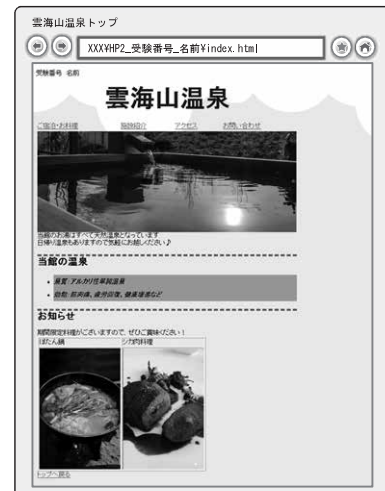 雲海山温泉トップ
XXX¥HP2_受験番号_名前¥index.html
受験番号 名前
雲海山温泉
ご宿泊・お料理 施設紹介 アクセス お問い合わせ
当館のお湯はすべて天然温泉となっています
日帰り温泉もありますので気軽にお越しください♪
当館の温泉
泉質:アルカリ性単純温泉
効能:筋肉痛、疲労回復、健康増進など
お知らせ
期間限定料理がございますので、ぜひご賞味ください!
ぼたん鍋 シカ肉料理
トップへ戻る